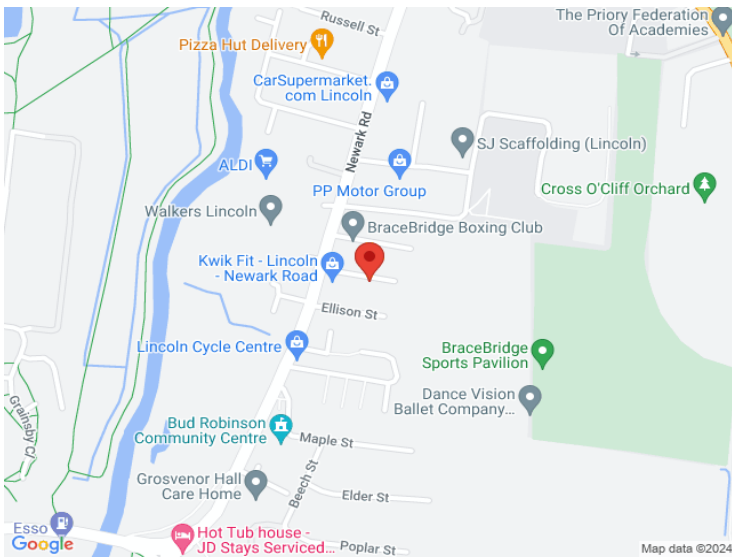 Russell St
The Priory Federation
Of Academies
Pizza Hut Delivery
CarSupermarket.
com Lincoln
Newark Rd
SJ Scaffolding (Lincoln)
ALDI
PP Motor Group
Cross O'Cliff Orchard
Walkers Lincoln
BraceBridge Boxing Club
Kwik Fit - Lincoln
- Newark Road
Ellison St
Lincoln Cycle Centre
BraceBridge
Sports Pavilion
Dance Vision
Ballet Company...
Grainsby Cl
Bud Robinson
Community Centre
Maple St
Beech St
Grosvenor Hall
Care Home
Elder St
Esso
Google
Hot Tub house -
JD Stays Serviced...
Poplar St
Map data ©2024